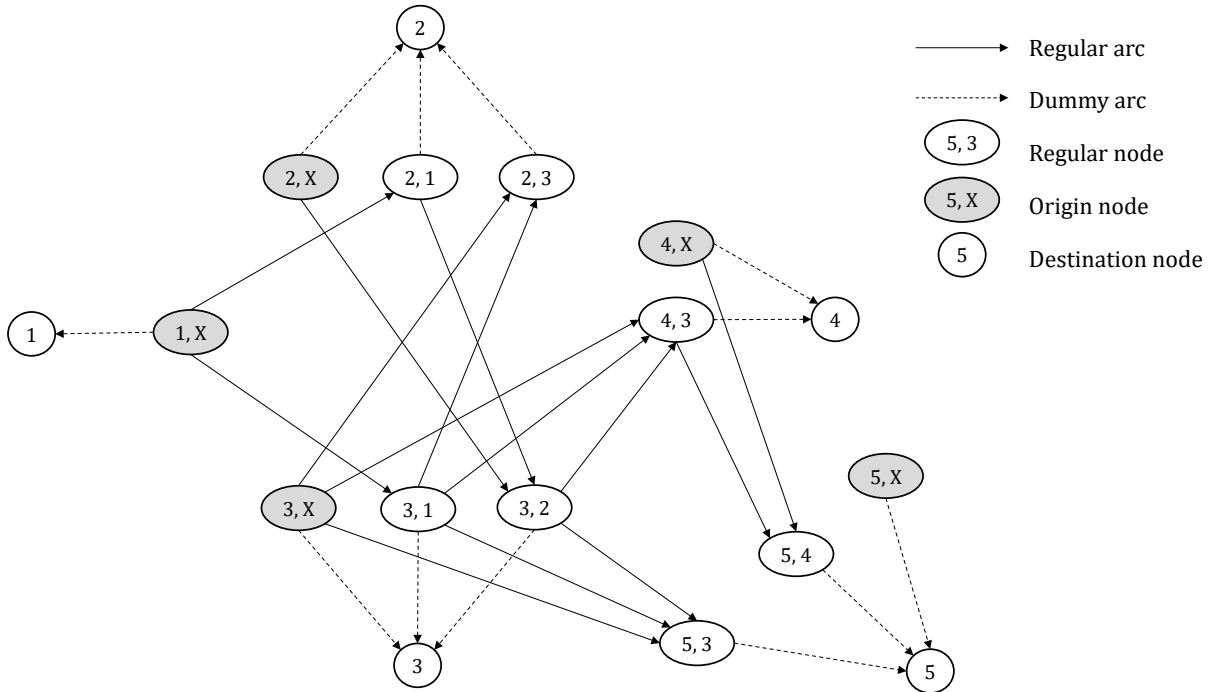 2
Regular arc
Dummy arc
5, 3
Regular node
2, X
2, 1
2, 3
5, X
Origin node
4, X
5
Destination node
1
1, X
4, 3
4
5, X
3, X
3, 1
3, 2
5, 4
5, 3
3
5